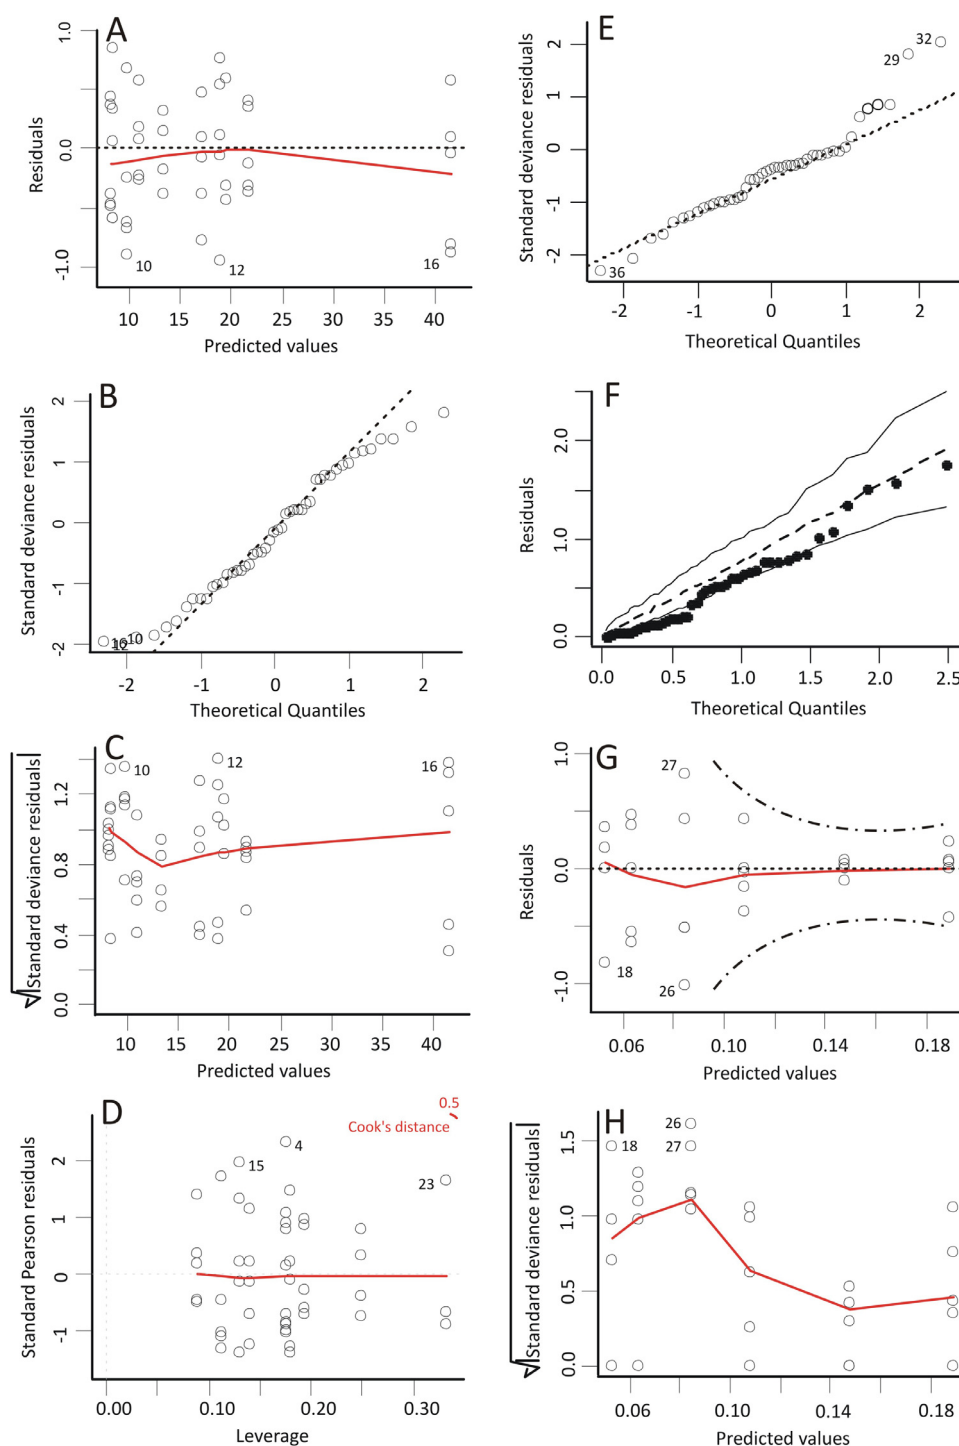 A
1.0
0.0
-1.0
Residuals
10
12
16
10 15 20 25 30 35 40
Predicted values
B
2
1
0
-1
-2
Standard deviance residuals
10
-2 -1 0 1 2
Theoretical Quantiles
C
1.2
0.8
0.4
0.0
√|Standard deviance residuals|
10
12
16
10 15 20 25 30 35 40
Predicted values
D
2
1
0
-1
Standard Pearson residuals
0.5
Cook's distance
15
4
23
0.00 0.10 0.20 0.30
Leverage
E
2
1
0
-1
-2
Standard deviance residuals
32
29
36
-2 -1 0 1 2
Theoretical Quantiles
F
2.0
1.0
0.0
Residuals
0.0 0.5 1.0 1.5 2.0 2.5
Theoretical Quantiles
G
1.0
0.0
-1.0
Residuals
27
18
26
0.06 0.10 0.14 0.18
Predicted values
H
1.5
1.0
0.5
0.0
√|Standard deviance residuals|
18
26
27
0.06 0.10 0.14 0.18
Predicted values